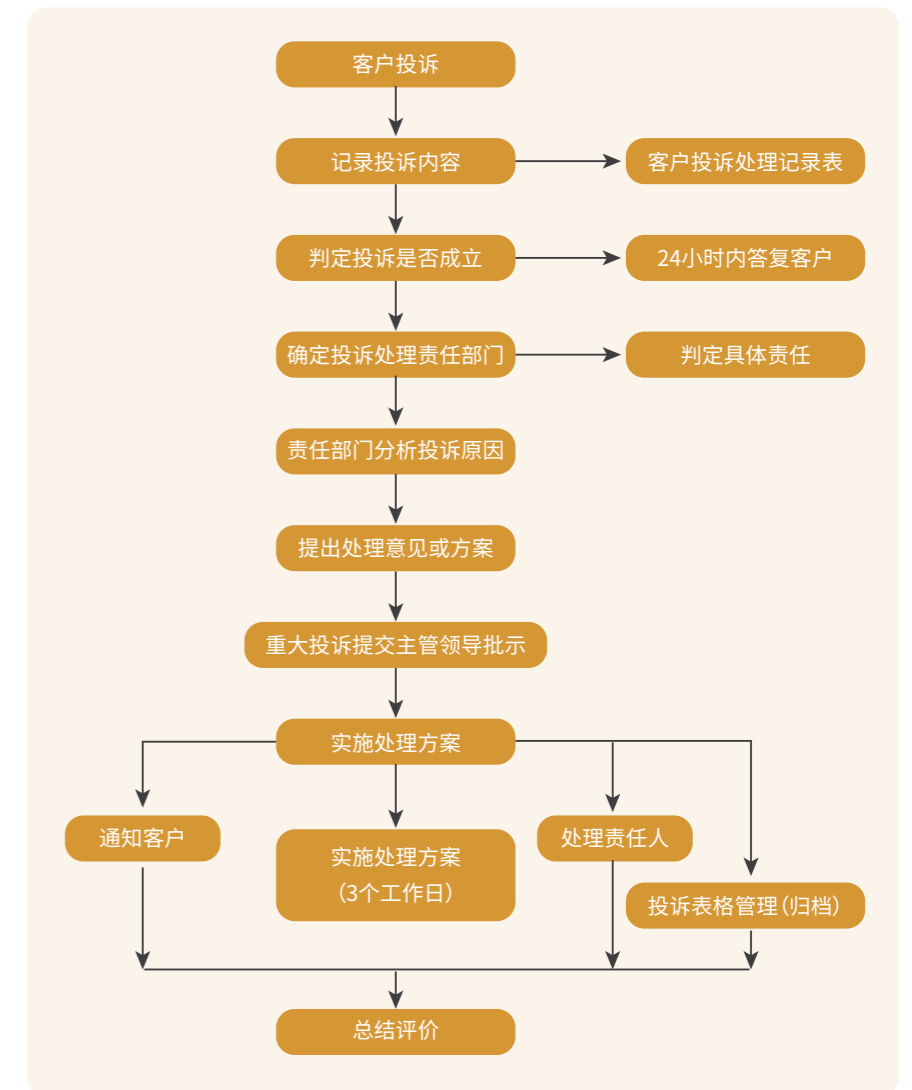 客户投诉
记录投诉内容
客户投诉处理记录表
判定投诉是否成立
24小时内答复客户
确定投诉处理责任部门
判定具体责任
责任部门分析投诉原因
提出处理意见或方案
重大投诉提交主管领导批示
实施处理方案
通知客户
实施处理方案
（3个工作日）
处理责任人
投诉表格管理（归档）
总结评价